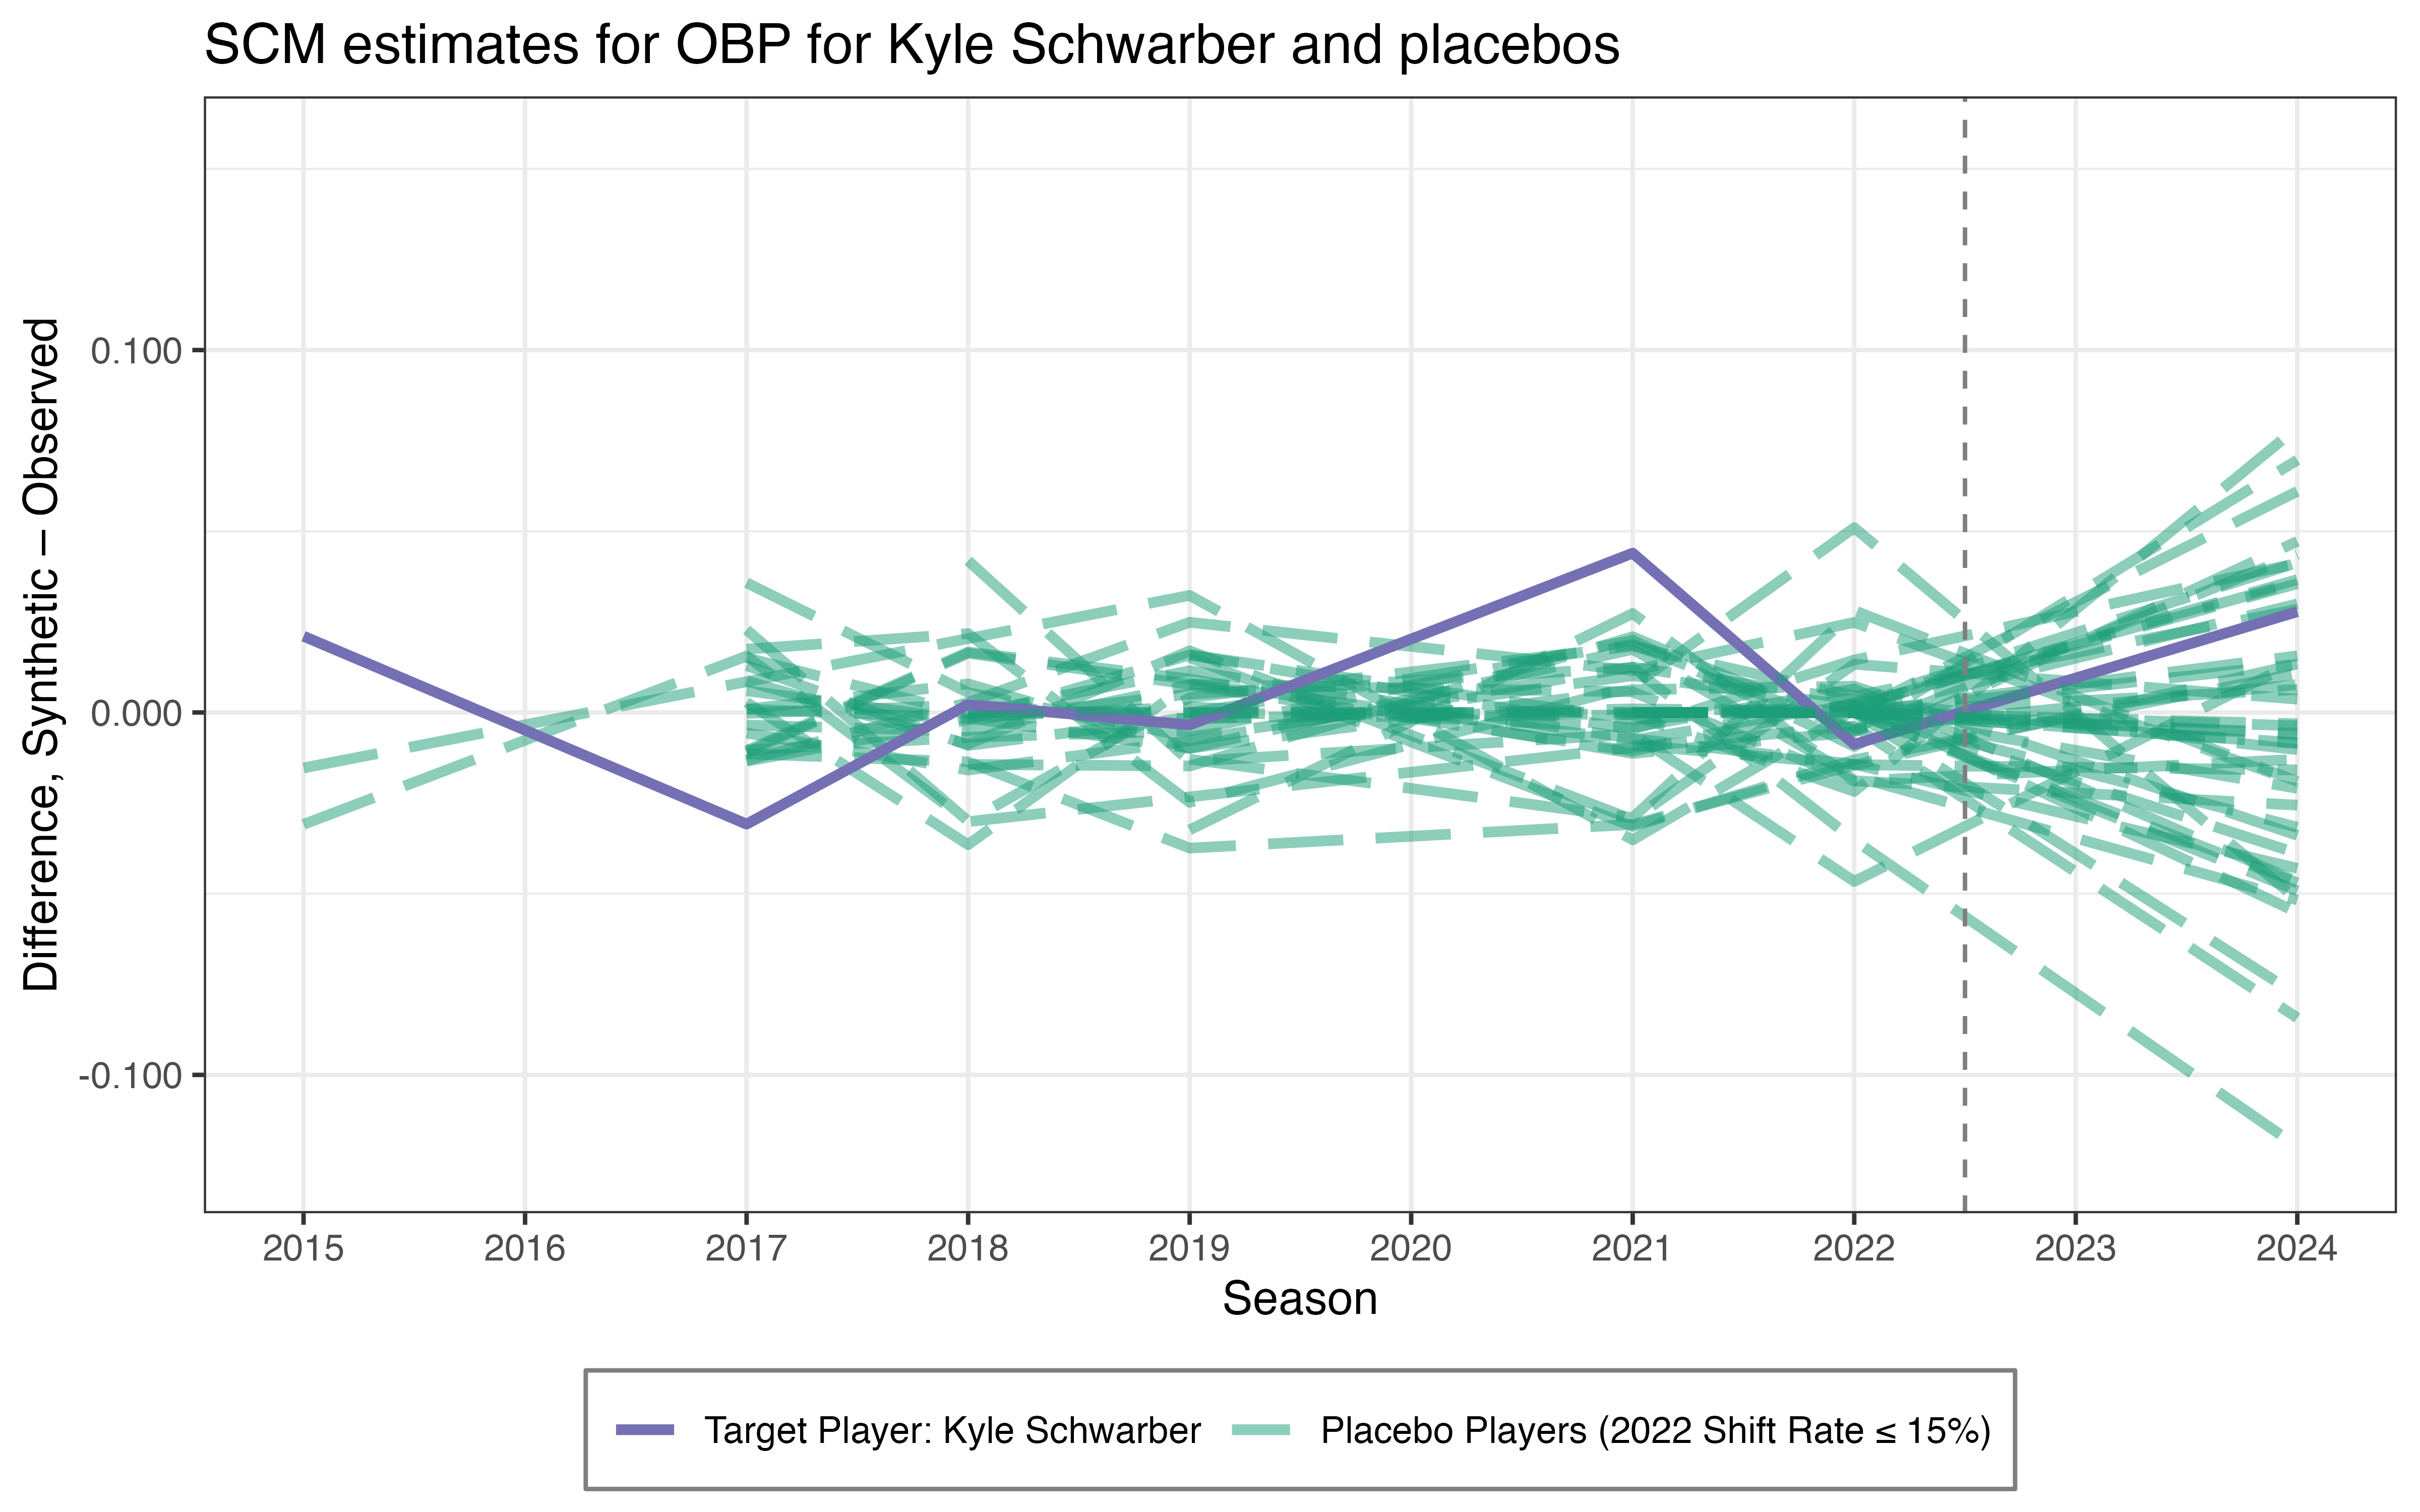 SCM estimates for OBP for Kyle Schwarber and placebos
Difference, Synthetic − Observed
0.100
0.000
-0.100
2015 2016 2017 2018 2019 2020 2021 2022 2023 2024
Season
Target Player: Kyle Schwarber Placebo Players (2022 Shift Rate ≤ 15%)